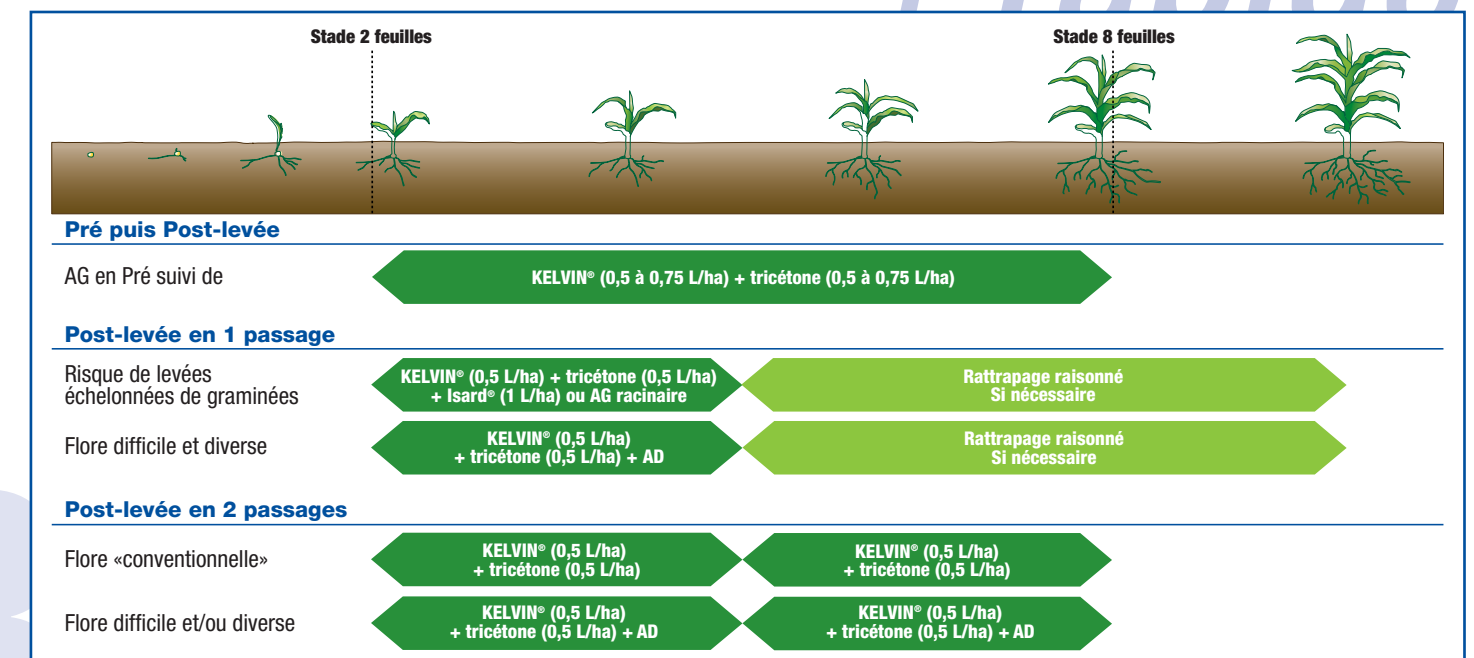 Stade 2 feuilles
Stade 8 feuilles
Pré puis Post-levée
AG en Pré suivi de
KELVIN® (0,5 à 0,75 L/ha) + tricétone (0,5 à 0,75 L/ha)
Post-levée en 1 passage
Risque de levées
échelonnées de graminées
KELVIN® (0,5 L/ha) + tricétone (0,5 L/ha)
+ Isard® (1 L/ha) ou AG racinaire
Rattrapage raisonné
Si nécessaire
Flore difficile et diverse
KELVIN® (0,5 L/ha)
+ tricétone (0,5 L/ha) + AD
Rattrapage raisonné
Si nécessaire
Post-levée en 2 passages
Flore «conventionnelle»
KELVIN® (0,5 L/ha)
+ tricétone (0,5 L/ha)
KELVIN® (0,5 L/ha)
+ tricétone (0,5 L/ha)
Flore difficile et/ou diverse
KELVIN® (0,5 L/ha)
+ tricétone (0,5 L/ha) + AD
KELVIN® (0,5 L/ha)
+ tricétone (0,5 L/ha) + AD